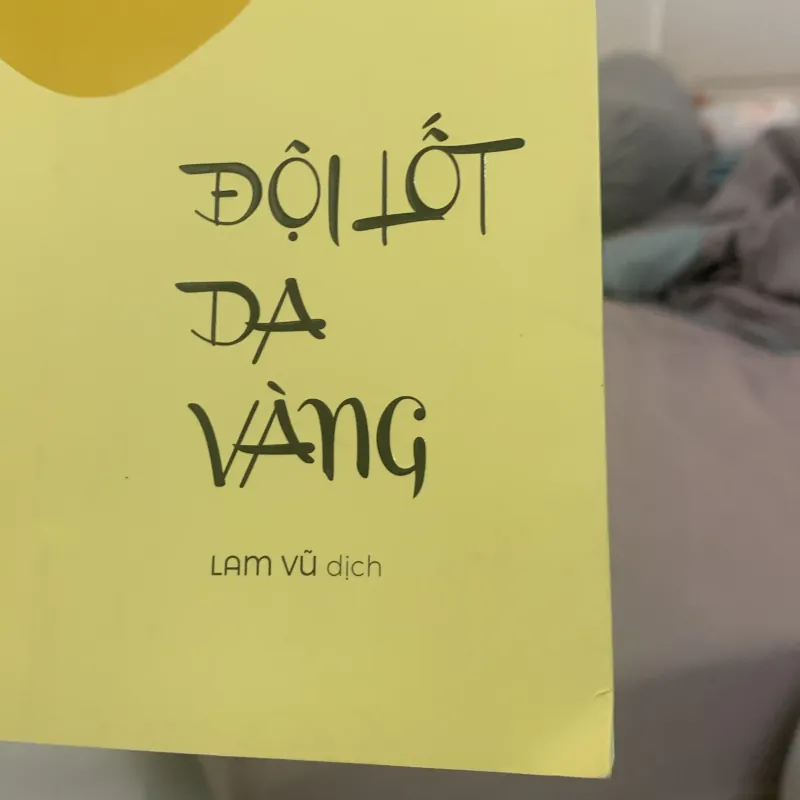 ĐỘI LỐT
DA
VÀNG
LAM VŨ dịch